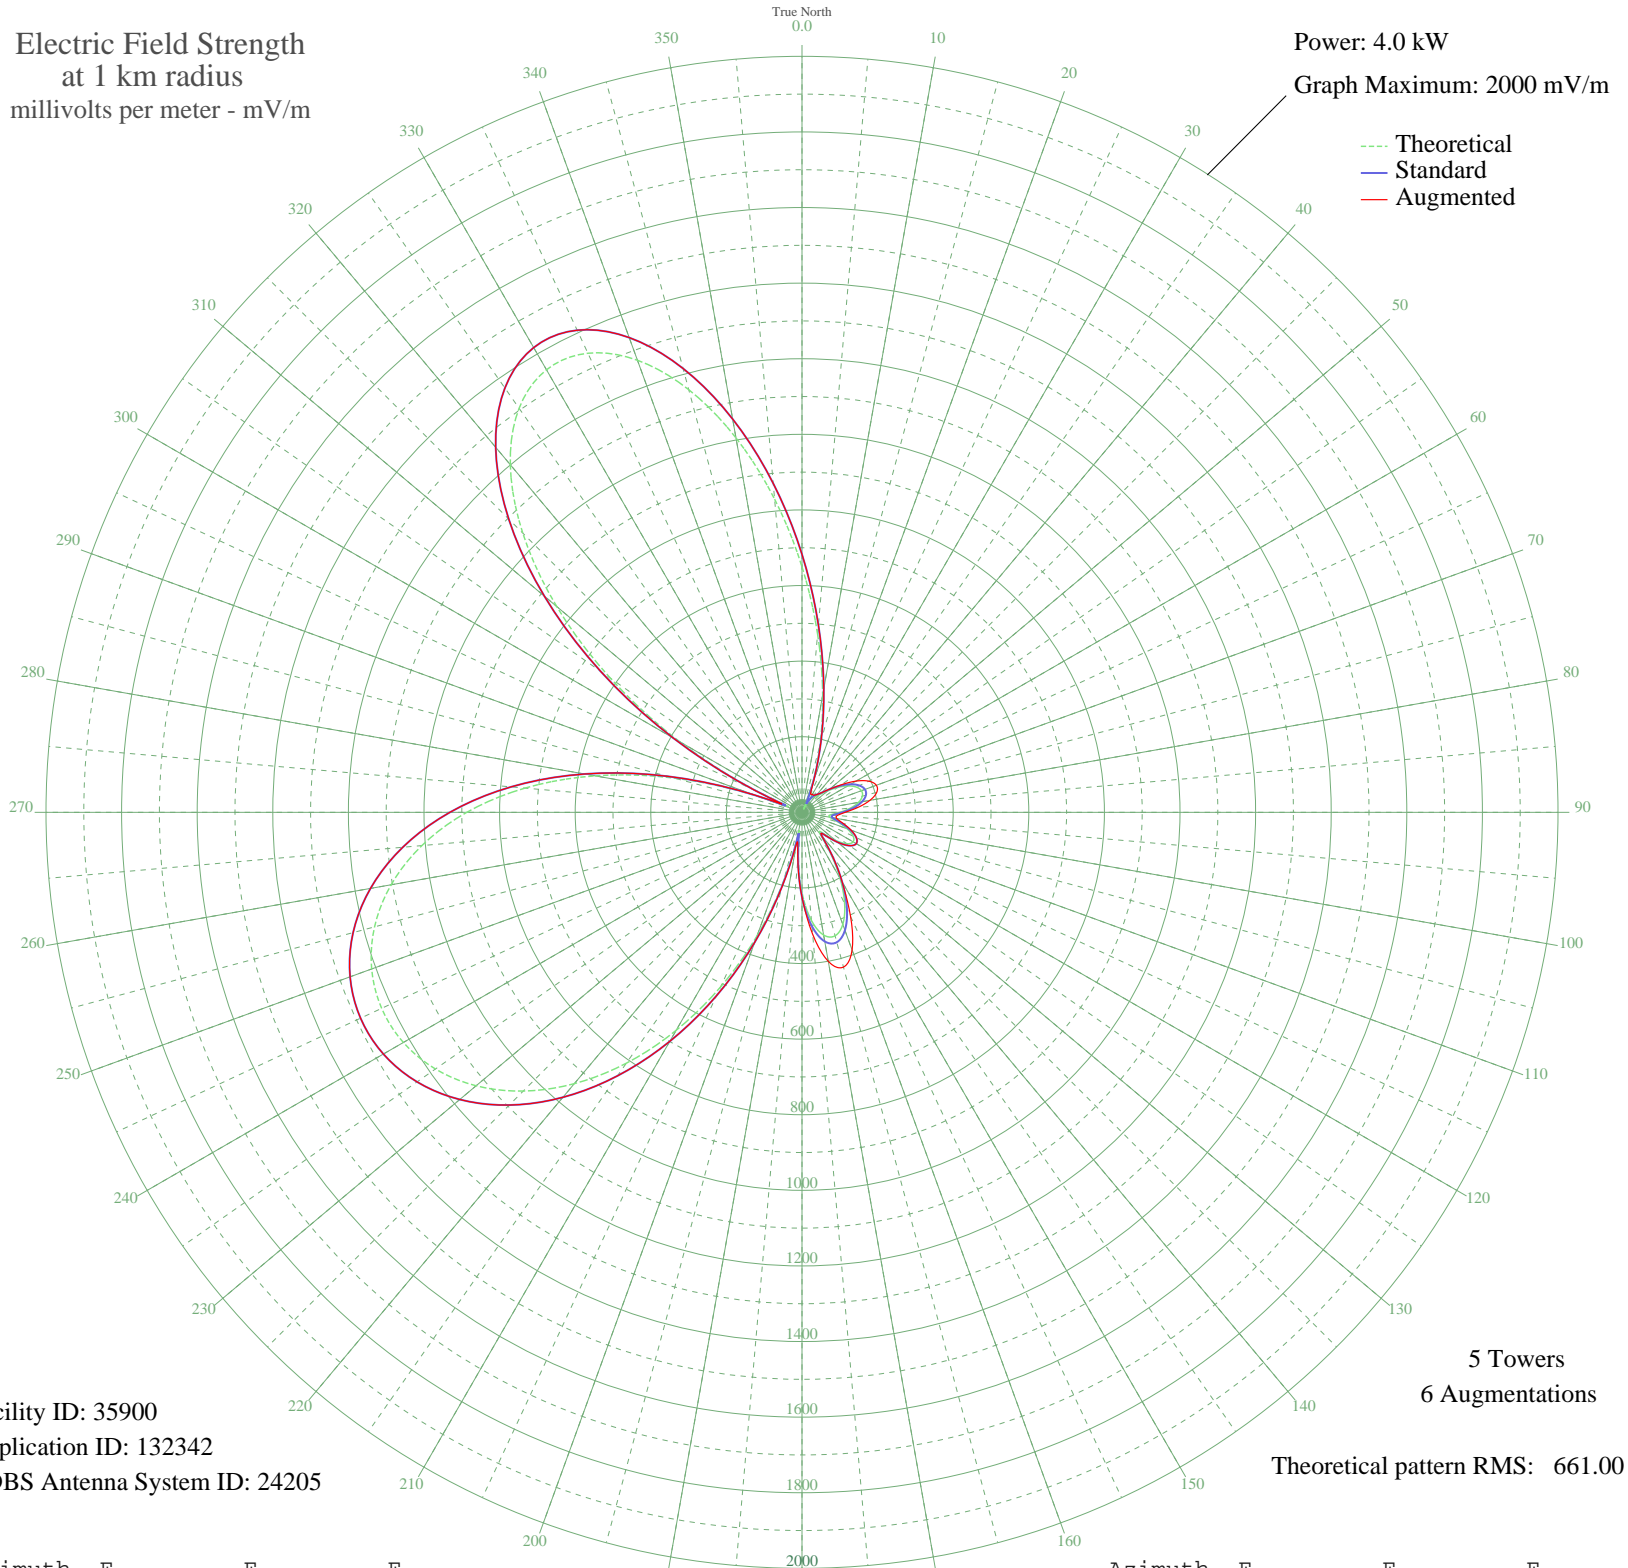 True North
0.0
Electric Field Strength
at 1 km radius
millivolts per meter - mV/m
Power: 4.0 kW
Graph Maximum: 2000 mV/m
Theoretical
Standard
Augmented
10
20
30
40
50
60
70
80
90
100
110
120
130
140
150
160
200
210
220
230
240
250
260
270
280
290
300
310
320
330
340
350
400
600
800
1000
1200
1400
1600
1800
2000
5 Towers
6 Augmentations
Theoretical pattern RMS: 661.00
cility ID: 35900
plication ID: 132342
DBS Antenna System ID: 24205